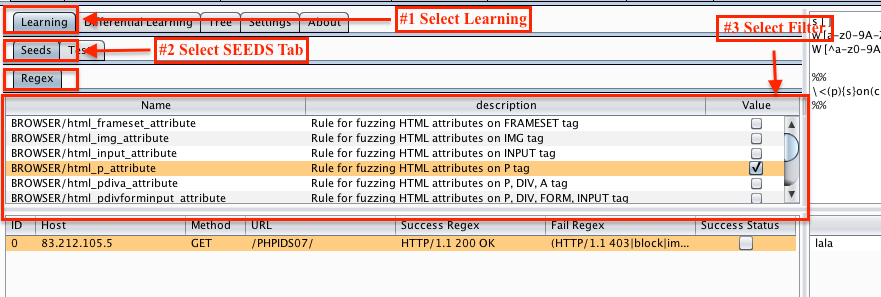 Learning Differential Learning Tree Settings About
#1 Select Learning
#3 Select Filter
s [ ]
Seeds
#2 Select SEEDS Tab
W [^a-z0-9A
Regex
%%
\<(p){s}on(c
%%
Name description Value
BROWSER/html_frameset_attribute Rule for fuzzing HTML attributes on FRAMESET tag
BROWSER/html_img_attribute Rule for fuzzing HTML attributes on IMG tag
BROWSER/html_input_attribute Rule for fuzzing HTML attributes on INPUT tag
BROWSER/html_p_attribute Rule for fuzzing HTML attributes on P tag
BROWSER/html_pdiva_attribute Rule for fuzzing HTML attributes on P, DIV, A tag
BROWSER/html_pdivforminput_attribute Rule for fuzzing HTML attributes on P, DIV, FORM, INPUT tag
ID Host Method URL Success Regex Fail Regex Success Status
0 83.212.105.5 GET /PHPIDS07/ HTTP/1.1 200 OK (HTTP/1.1 403|block|im... lala